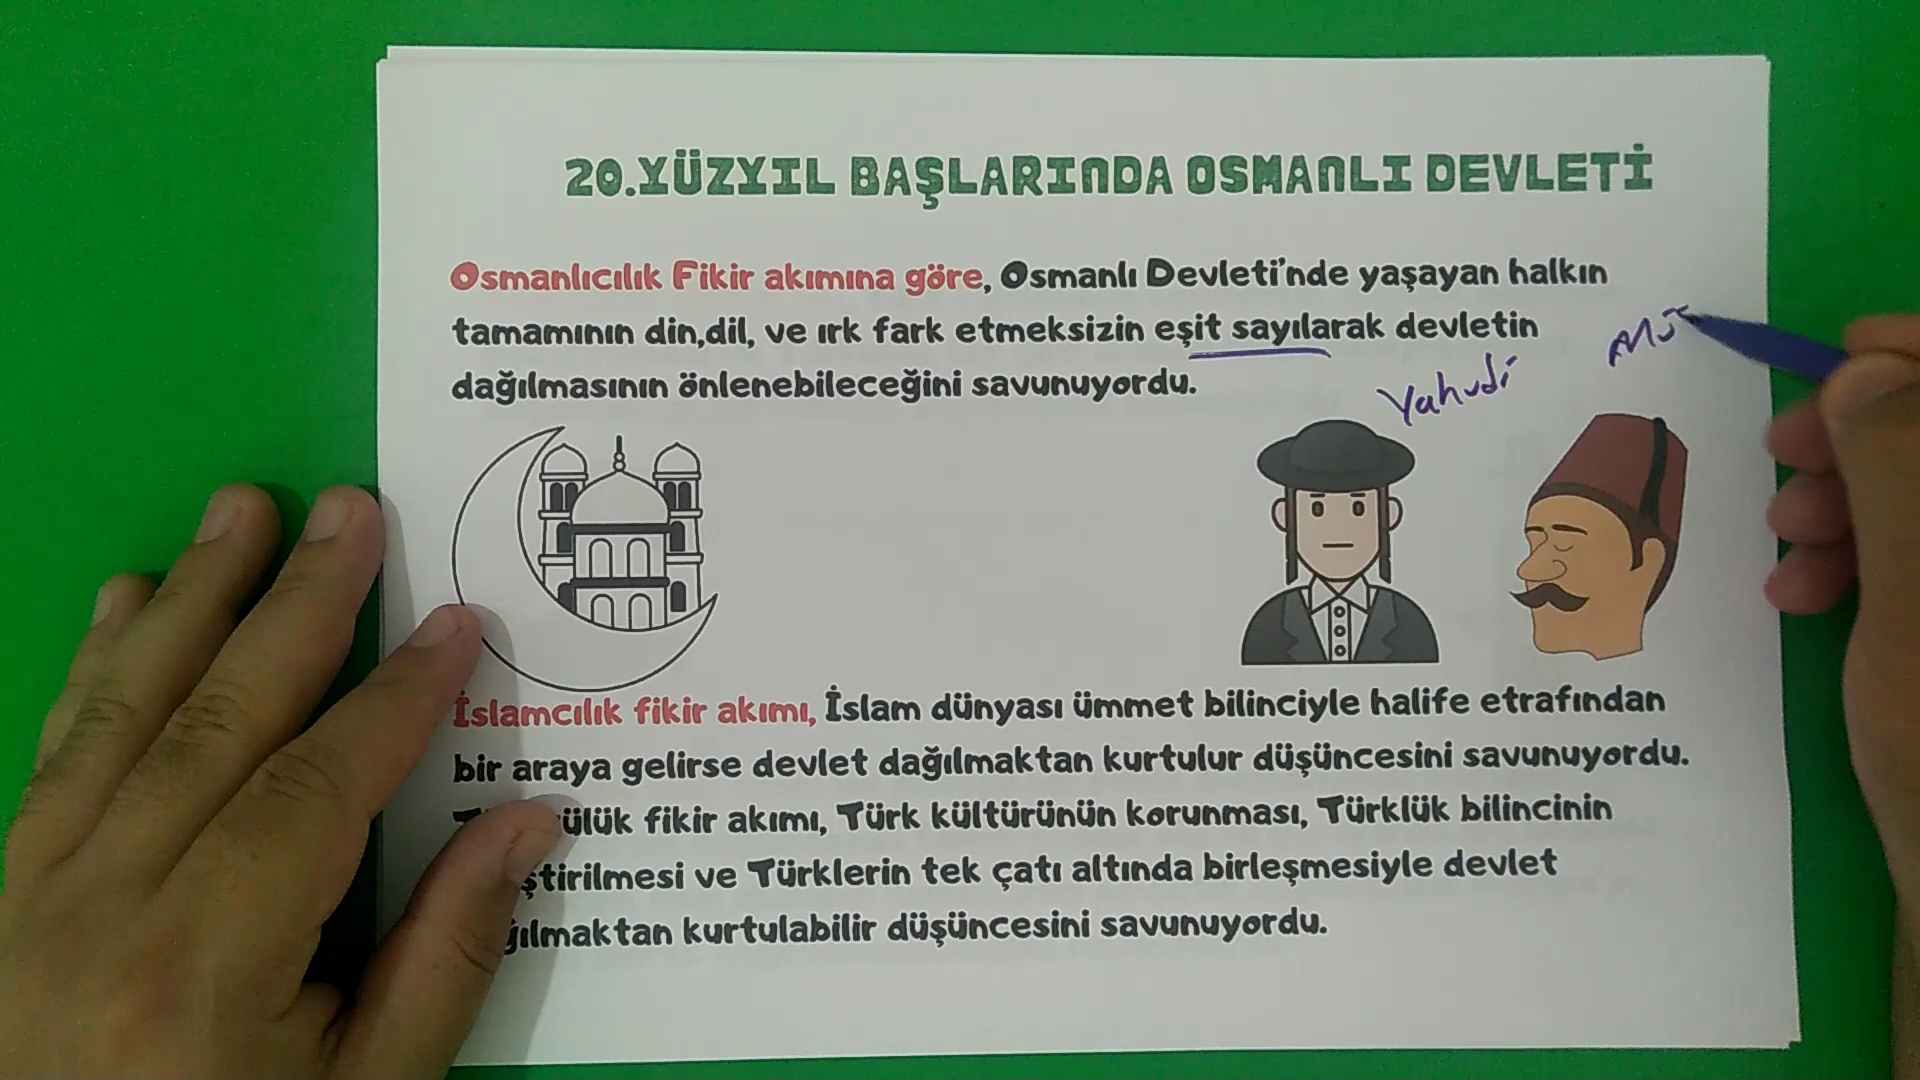 20.YÜZYIL BAŞLARINDA OSMANLI DEVLETİ
Osmanlıcılık Fikir akımına göre, Osmanlı Devleti'nde yaşayan halkın
tamamının din,dil, ve ırk fark etmeksizin eşit sayılarak devletin
dağılmasının önlenebileceğini savunuyordu.
Yahudi
İslamcılık fikir akımı, İslam dünyası ümmet bilinciyle halife etrafından
bir araya gelirse devlet dağılmaktan kurtulur düşüncesini savunuyordu.
fikir akımı, Türk kültürünün korunması, Türklük bilincinin
ve Türklerin tek çatı altında birleşmesiyle devlet
kurtulabilir düşüncesini savunuyordu.